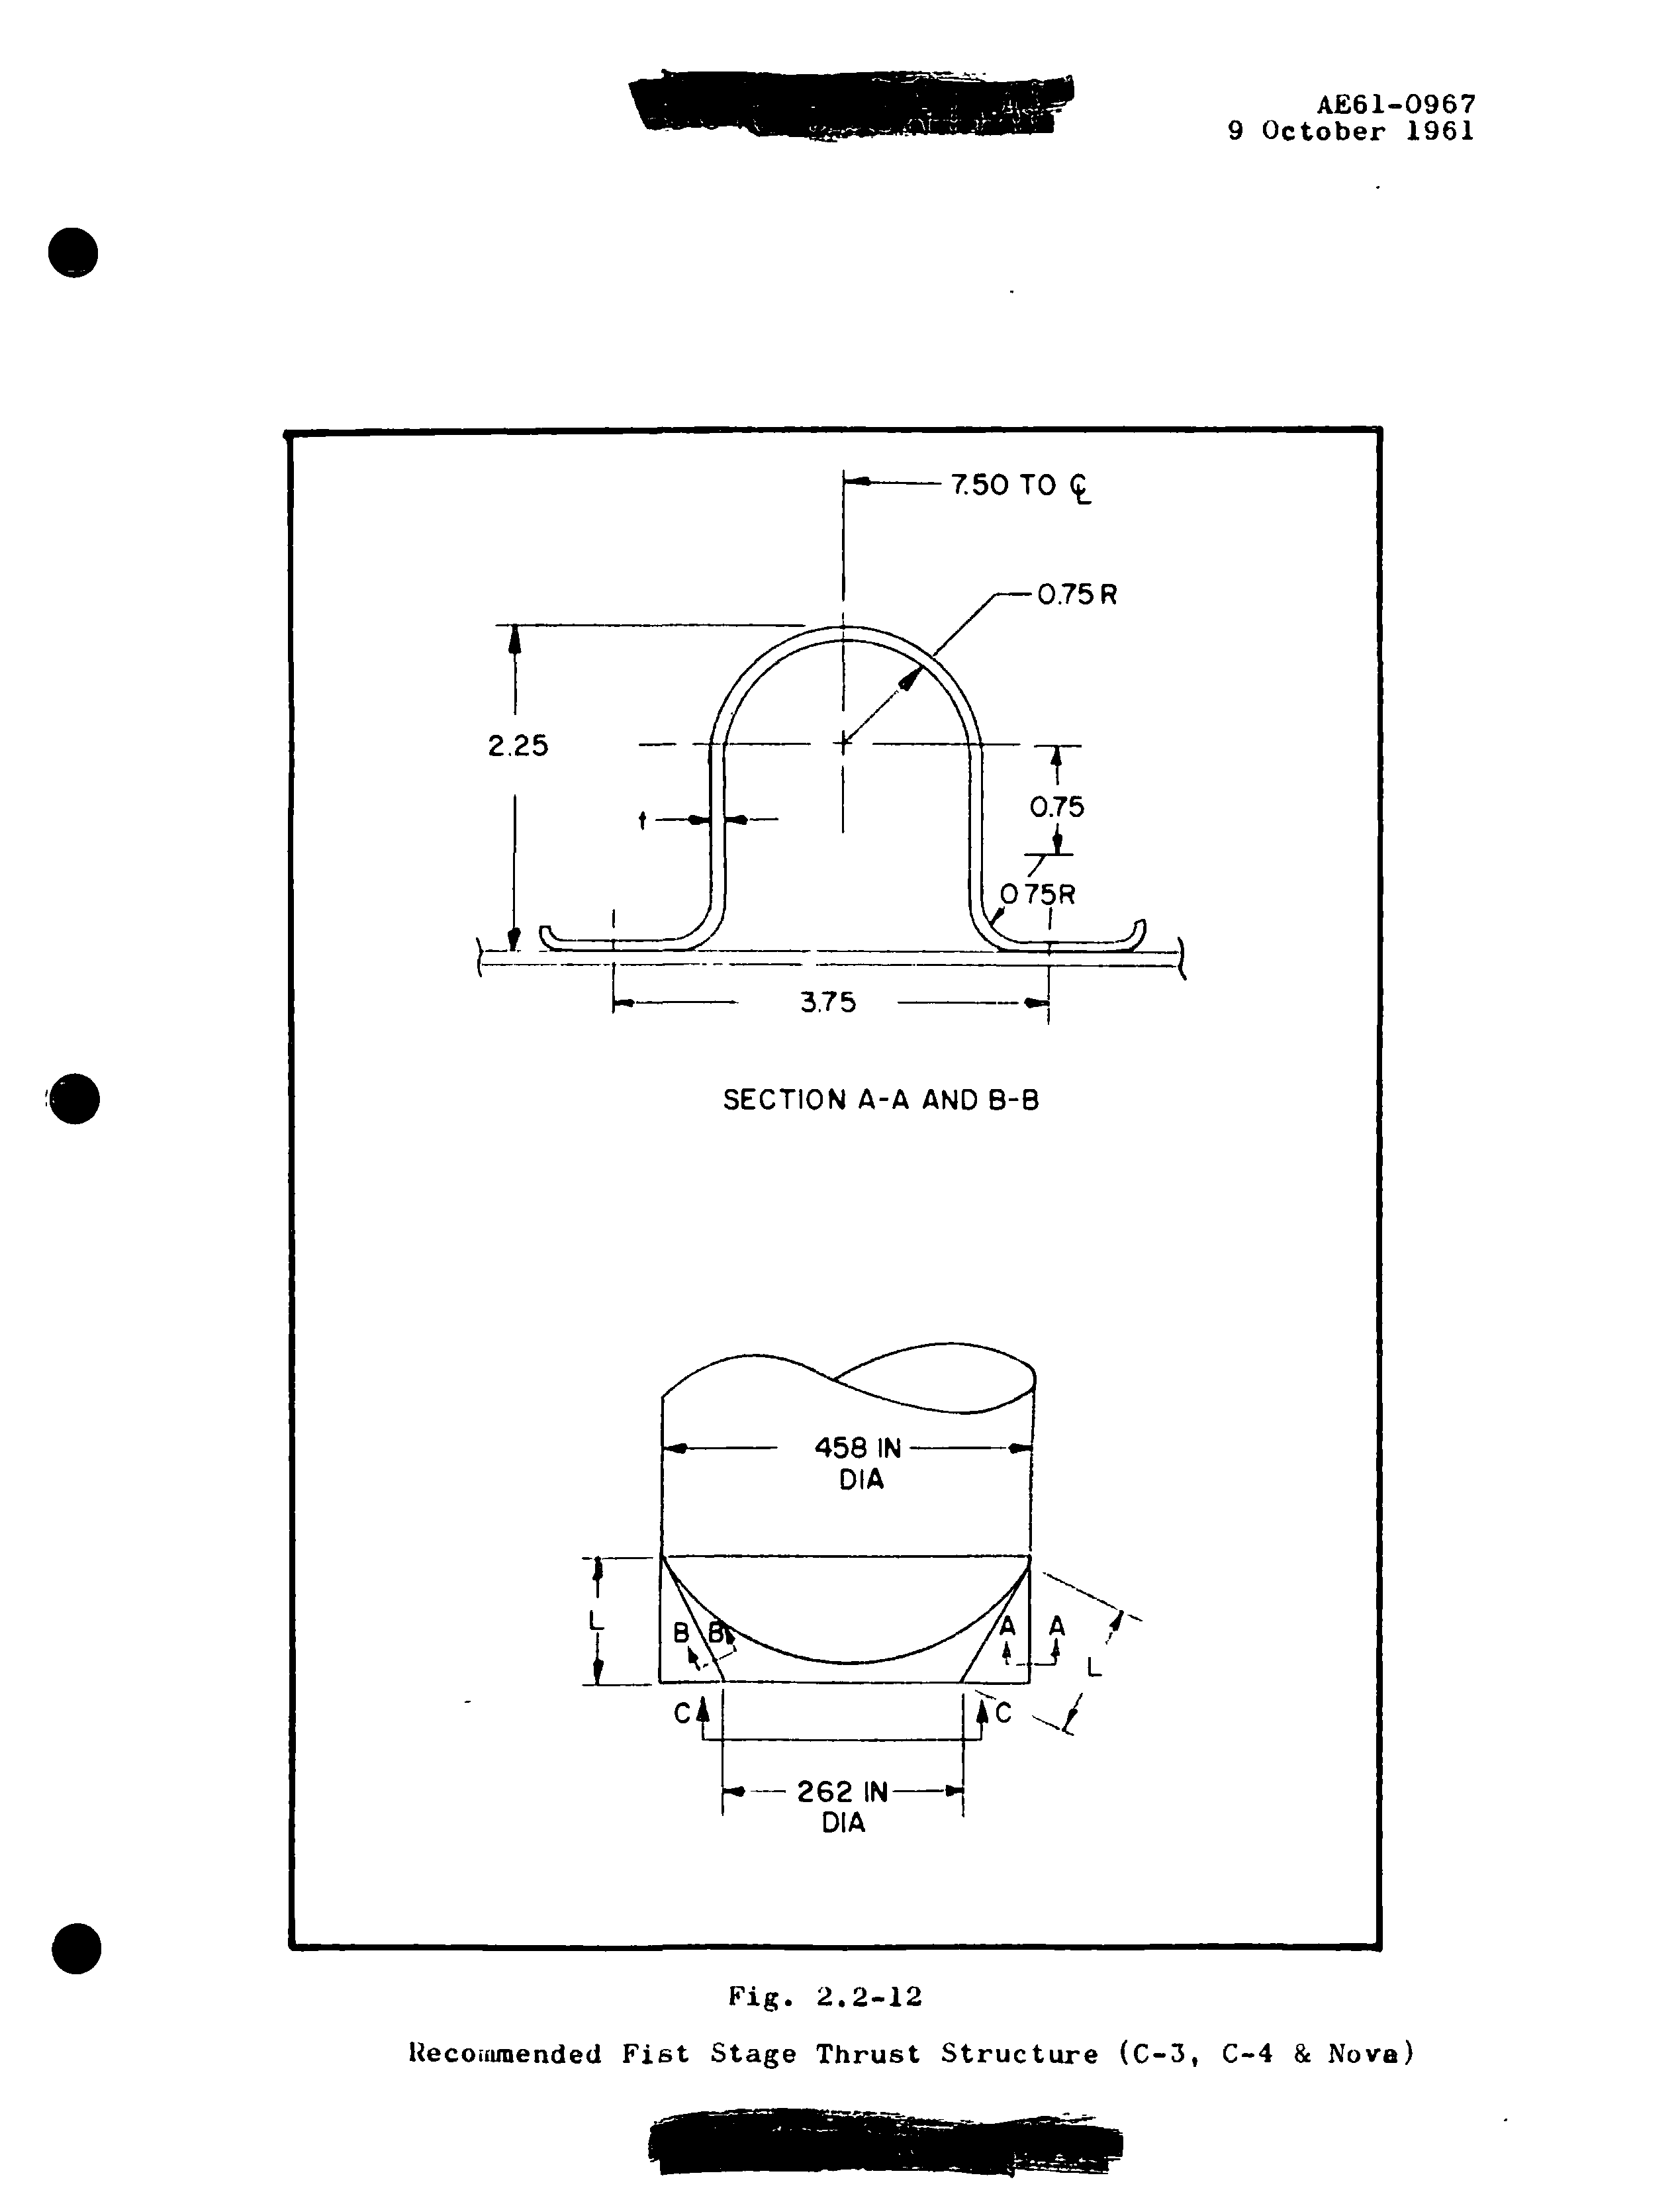 AE61-0967
9 October 1961
7.50 TO ℄
0.75 R
2.25
0.75
t
0.75R
3.75
SECTION A-A AND B-B
458 IN
DIA
L
B B
A A
L
C C
262 IN
DIA
Fig. 2.2-12
Recommended Fist Stage Thrust Structure (C-3, C-4 & Nova)